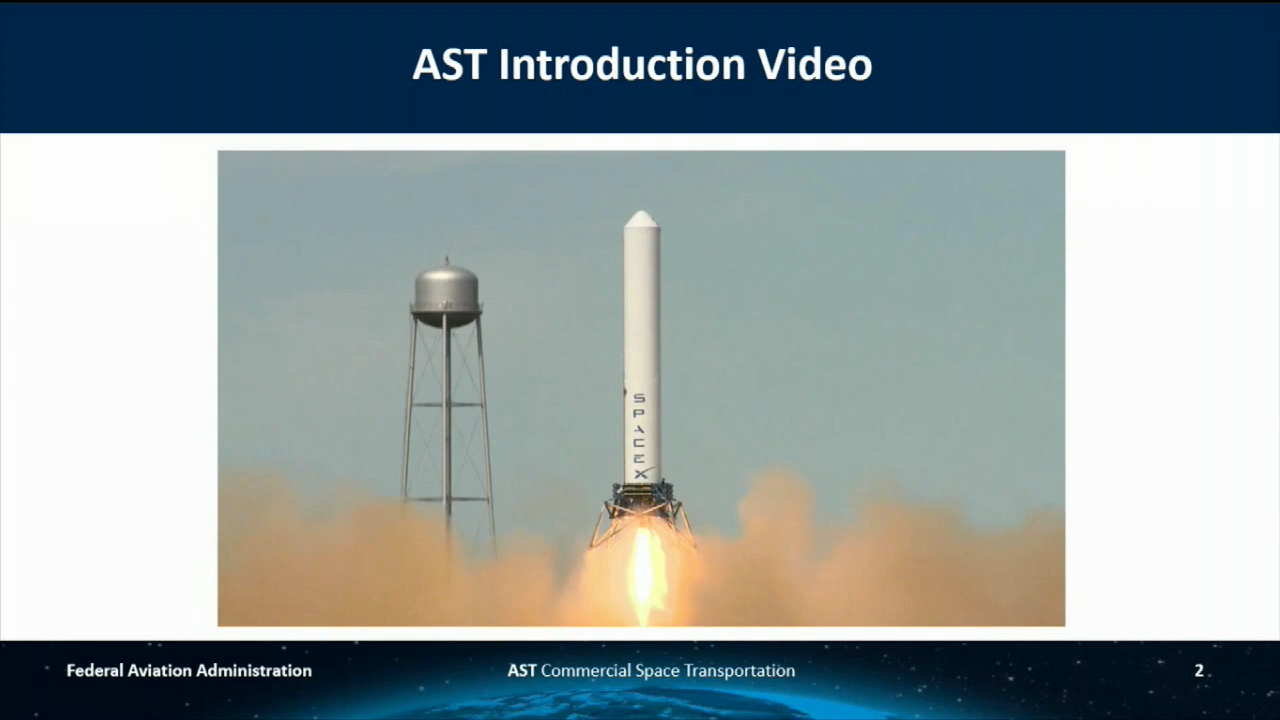 AST Introduction Video
SPACEX
Federal Aviation Administration
AST Commercial Space Transportation
2